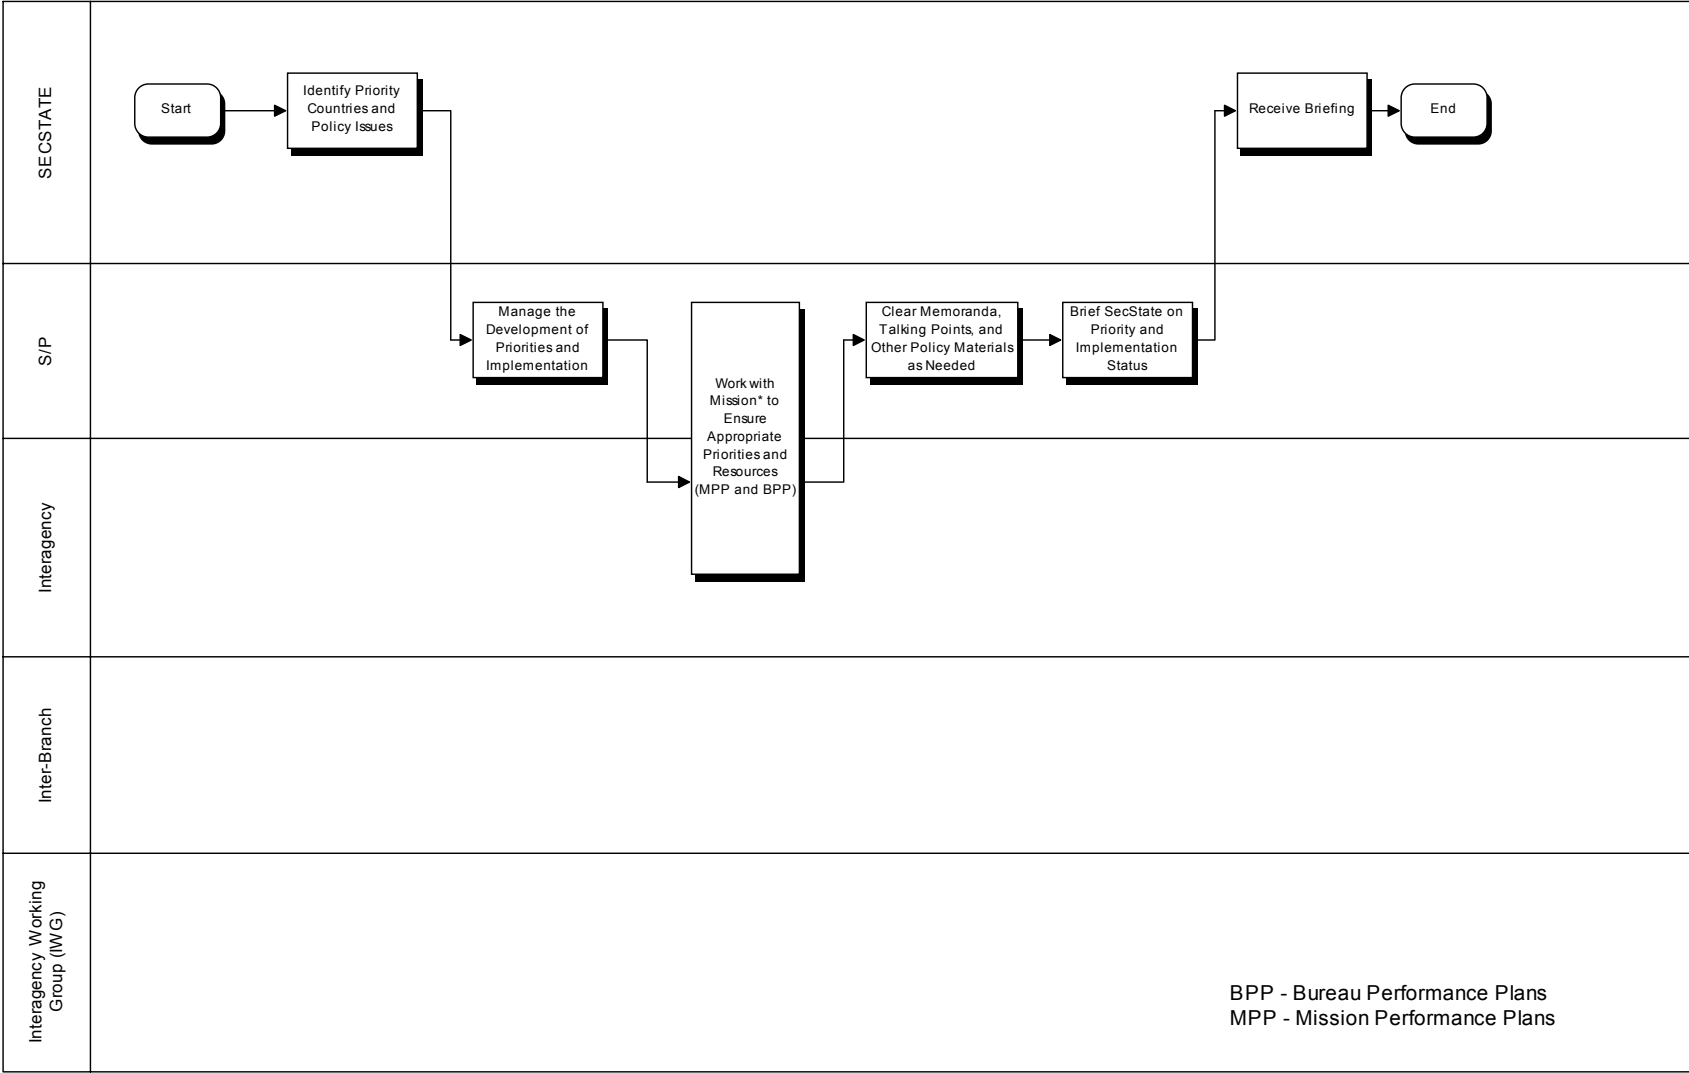 SECSTATE
Start
Identify Priority
Countries and
Policy Issues
Receive Briefing
End
S/P
Manage the
Development of
Priorities and
Implementation
Work with
Mission* to
Ensure
Appropriate
Priorities and
Resources
(MPP and BPP)
Clear Memoranda,
Talking Points, and
Other Policy Materials
as Needed
Brief SecState on
Priority and
Implementation
Status
Interagency
Inter-Branch
Interagency Working
Group (IWG)
BPP - Bureau Performance Plans
MPP - Mission Performance Plans